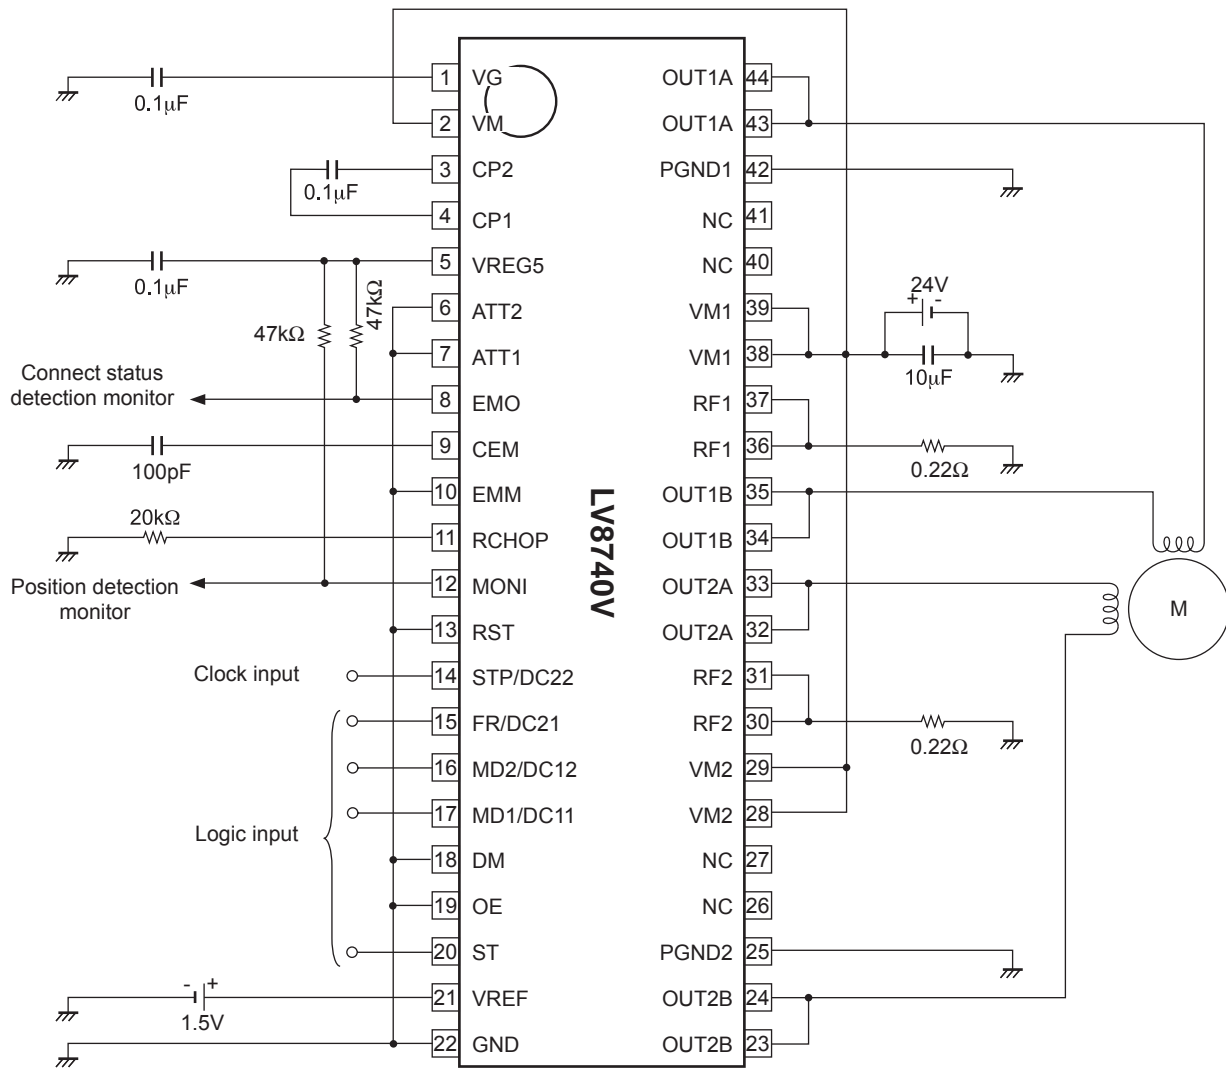 0.1µF
1 VG
2 VM
0.1µF
3 CP2
4 CP1
0.1µF
5 VREG5
47kΩ
47kΩ
6 ATT2
7 ATT1
Connect status
detection monitor
8 EMO
100pF
9 CEM
10 EMM
20kΩ
11 RCHOP
Position detection
monitor
12 MONI
13 RST
Clock input
14 STP/DC22
15 FR/DC21
16 MD2/DC12
17 MD1/DC11
Logic input
18 DM
19 OE
20 ST
- +
1.5V
21 VREF
22 GND
LV8740V
OUT1A 44
OUT1A 43
PGND1 42
NC 41
NC 40
24V
+ -
VM1 39
VM1 38
10µF
RF1 37
RF1 36
0.22Ω
OUT1B 35
OUT1B 34
OUT2A 33
OUT2A 32
M
RF2 31
RF2 30
0.22Ω
VM2 29
VM2 28
NC 27
NC 26
PGND2 25
OUT2B 24
OUT2B 23